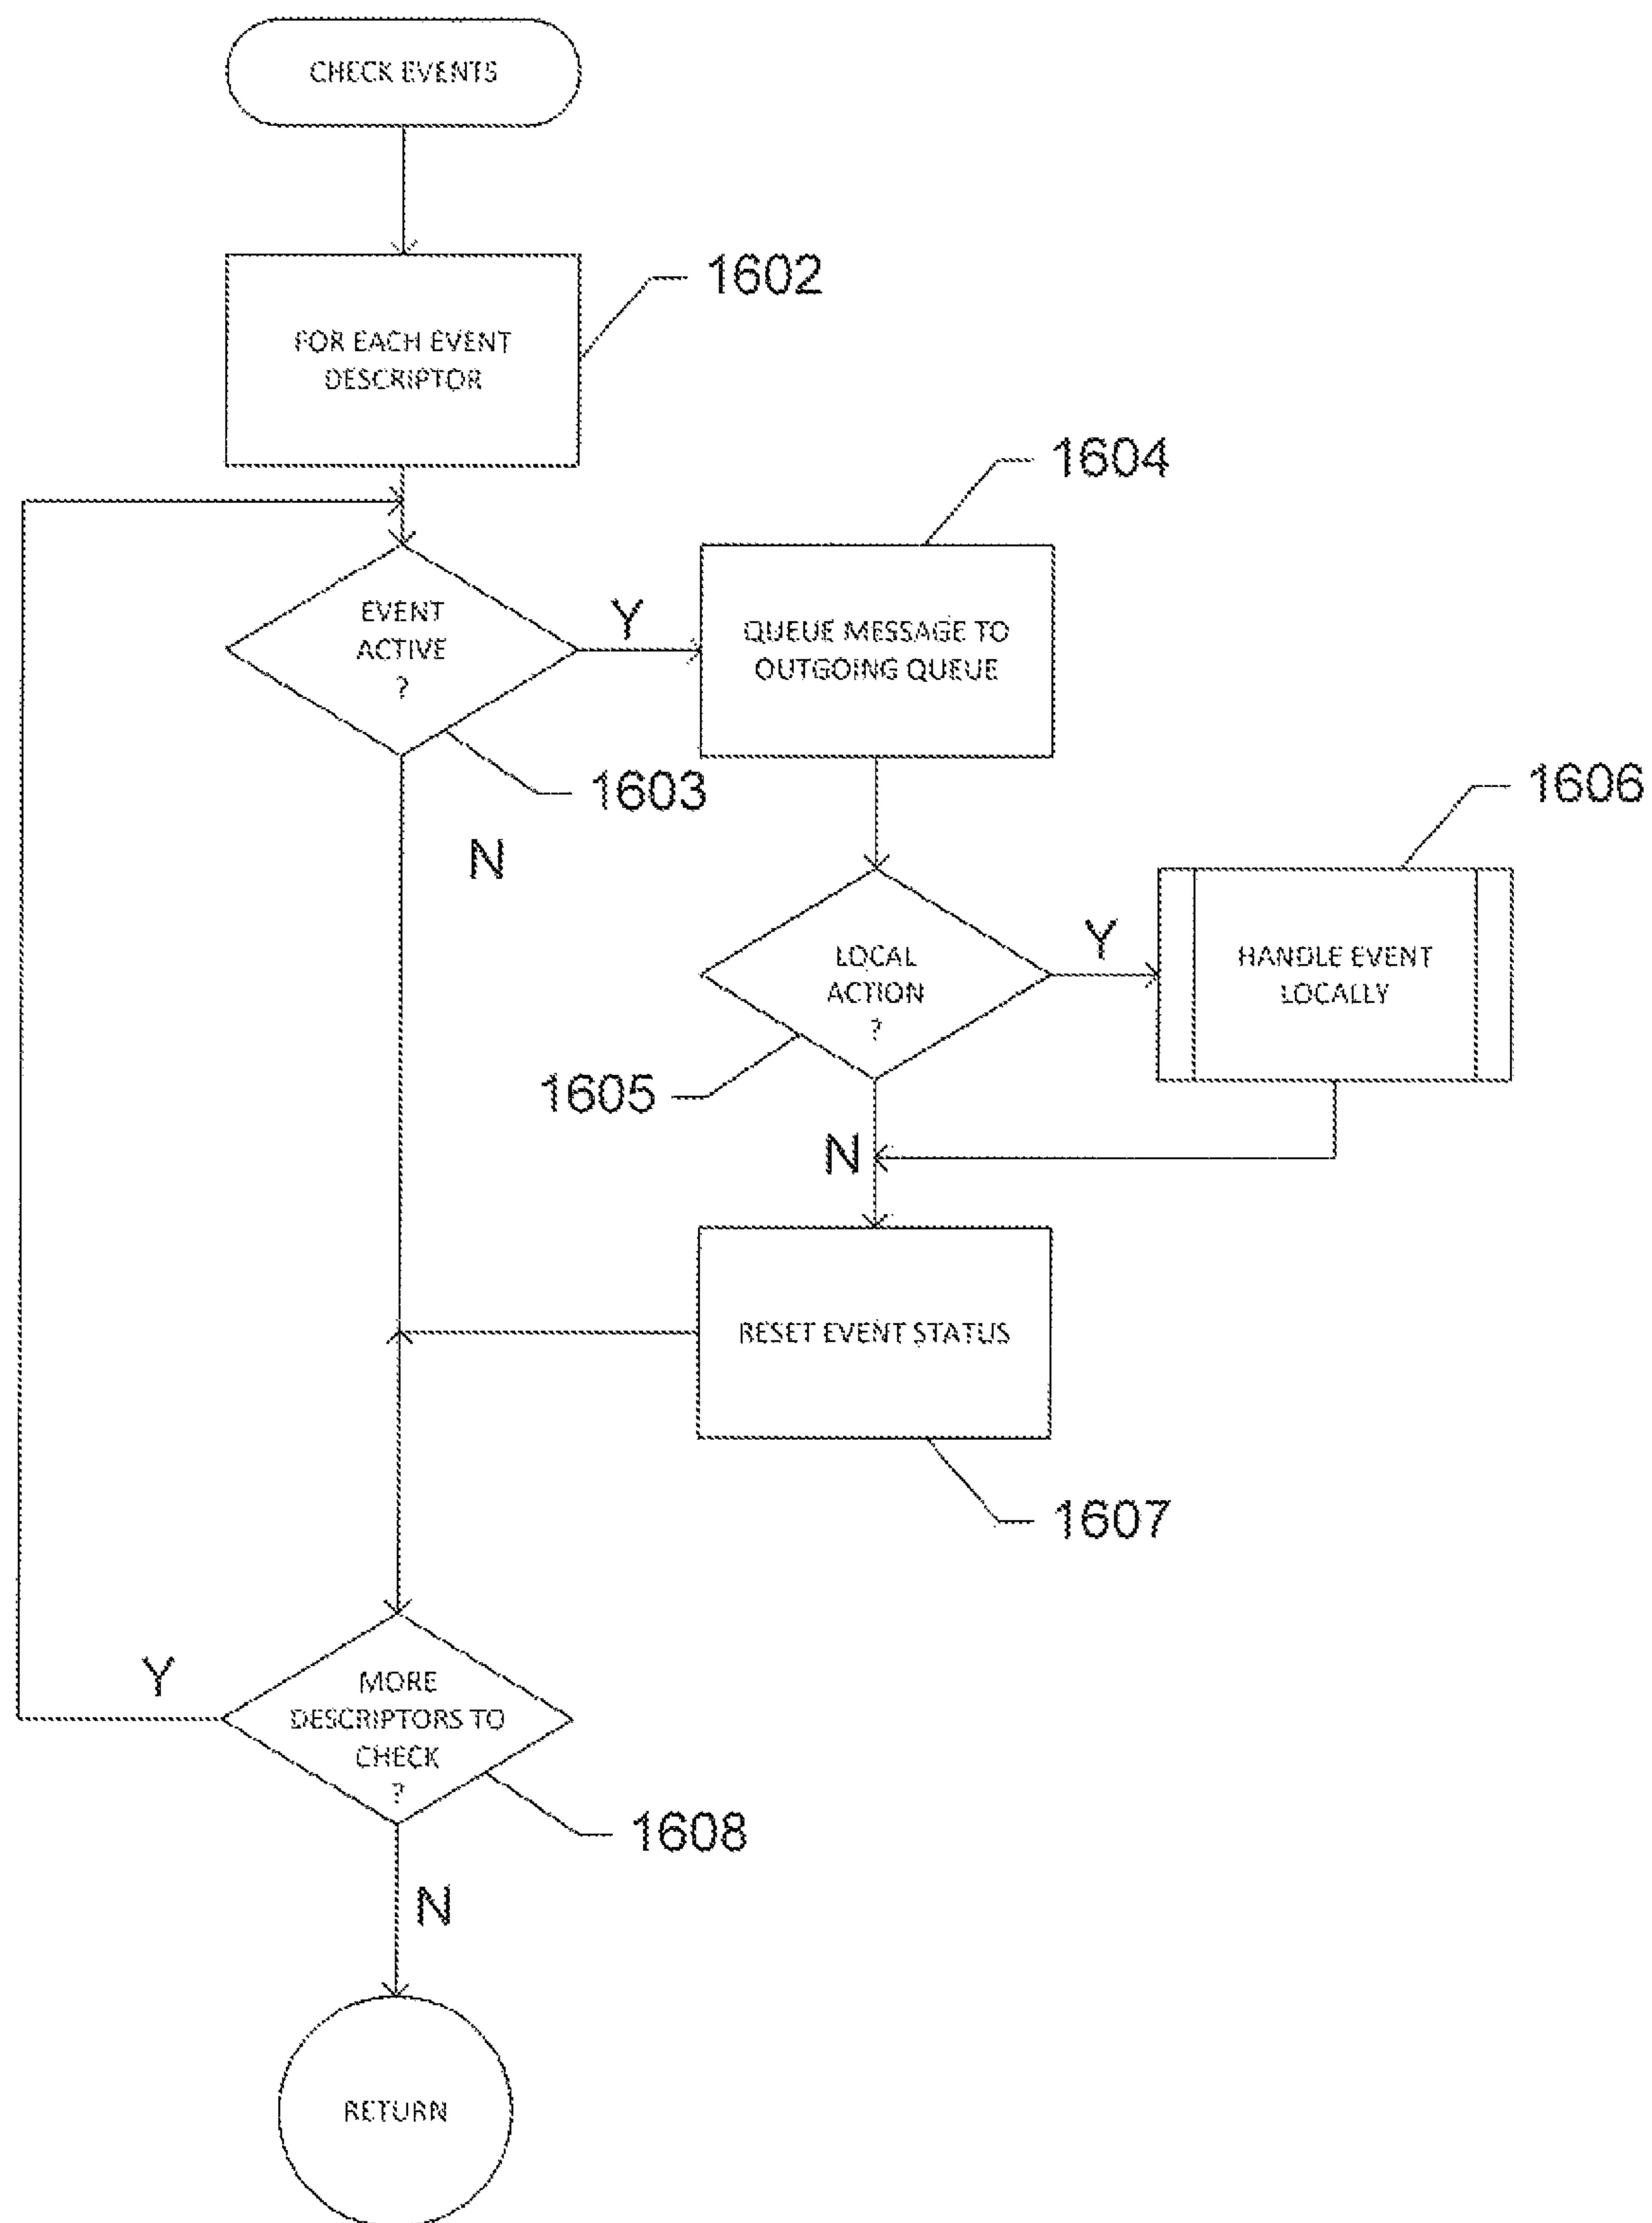 CHECK EVENTS
1602
FOR EACH EVENT
DESCRIPTOR
1604
EVENT
ACTIVE
?
Y
QUEUE MESSAGE TO
OUTGOING QUEUE
1603
N
1606
LOCAL
ACTION
?
Y
HANDLE EVENT
LOCALLY
1605
N
RESET EVENT STATUS
1607
Y
MORE
DESCRIPTORS TO
CHECK
?
1608
N
RETURN